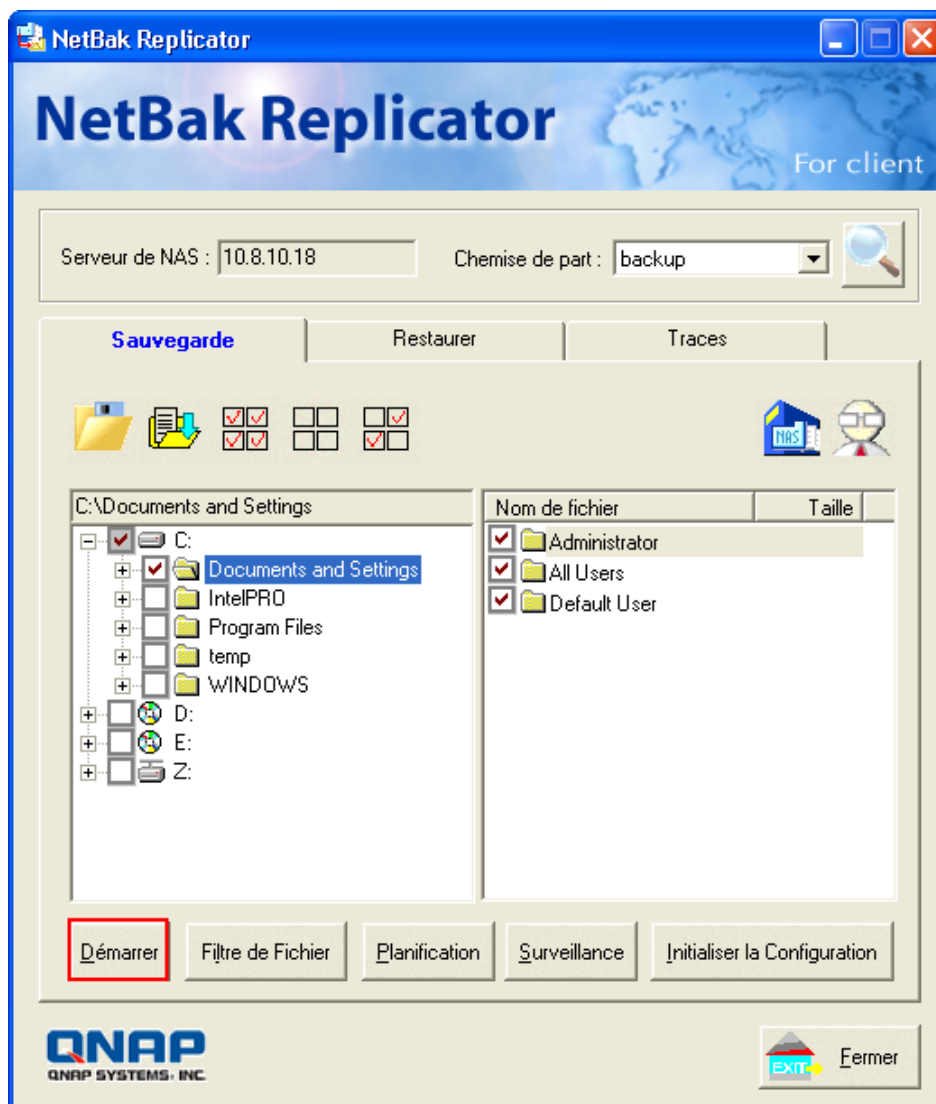 NetBak Replicator
NetBak Replicator
For client
Serveur de NAS : 10.8.10.18 Chemise de part : backup
Sauvegarde Restaurer Traces
NAS
C:\Documents and Settings
C:
Documents and Settings
IntelPRO
Program Files
temp
WINDOWS
D:
E:
Z:
Nom de fichier Taille
Administrator
All Users
Default User
Démarrer Filtre de Fichier Planification Surveillance Initialiser la Configuration
QNAP
QNAP SYSTEMS, INC
EXIT Fermer